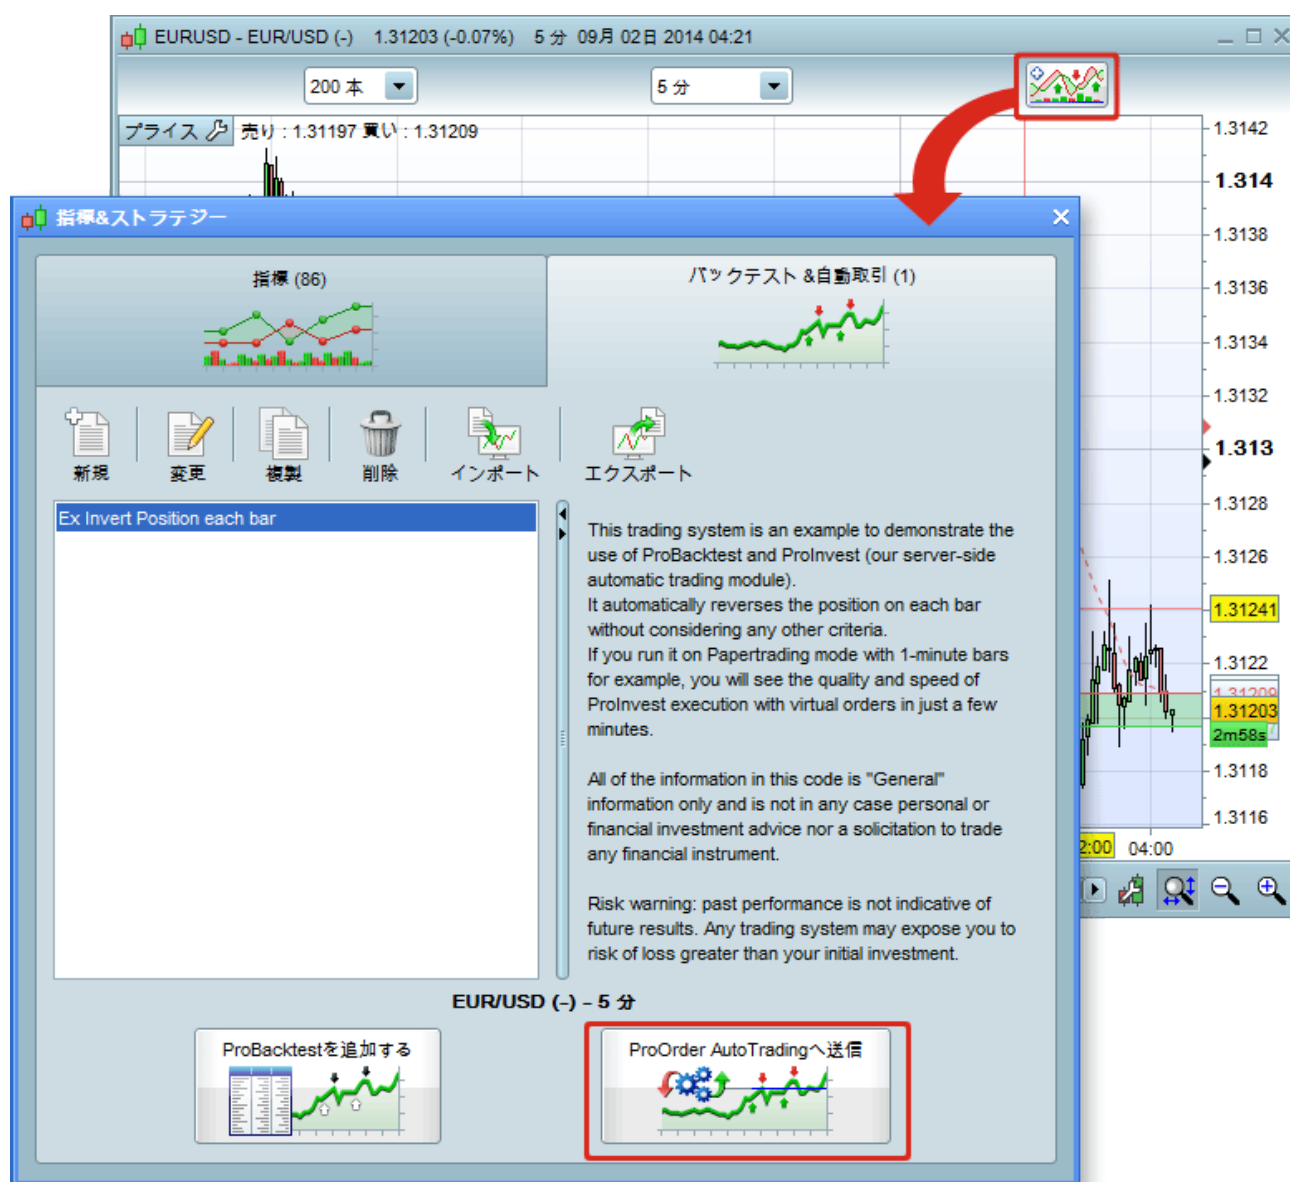 EURUSD - EUR/USD (-) 1.31203 (-0.07%) 5 分 09月 02日 2014 04:21
200 本
5 分
プライス 売り : 1.31197 買い : 1.31209
1.3142
1.314
1.3138
1.3136
1.3134
1.3132
1.313
1.3128
1.3126
1.31241
1.3122
1.31209
1.31203
2m58s
1.3118
1.3116
2:00 04:00
指標&ストラテジー
指標 (86)
バックテスト &自動取引 (1)
新規
変更
複製
削除
インポート
エクスポート
Ex Invert Position each bar
This trading system is an example to demonstrate the
use of ProBacktest and ProInvest (our server-side
automatic trading module).
It automatically reverses the position on each bar
without considering any other criteria.
If you run it on Papertrading mode with 1-minute bars
for example, you will see the quality and speed of
ProInvest execution with virtual orders in just a few
minutes.
All of the information in this code is "General"
information only and is not in any case personal or
financial investment advice nor a solicitation to trade
any financial instrument.
Risk warning: past performance is not indicative of
future results. Any trading system may expose you to
risk of loss greater than your initial investment.
EUR/USD (-) - 5 分
ProBacktestを追加する
ProOrder AutoTradingへ送信